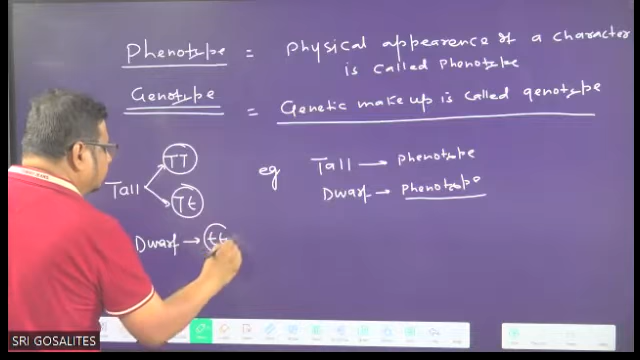 Phenotype = Physical appearence of a character
is called Phenotype
Genotype = Genetic make up is called genotype
Tall
TT
Tt
Dwarf → tt
eg Tall → phenotype
Dwarf → phenotype
SRI GOSALITES